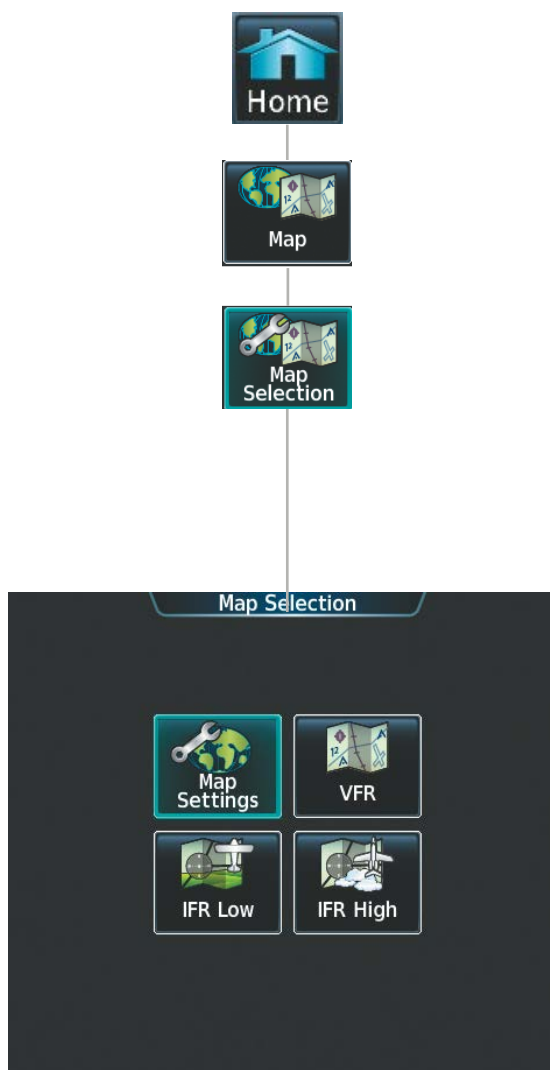 Home
Map
Map
Selection
Map Selection
Map
Settings
VFR
IFR Low
IFR High